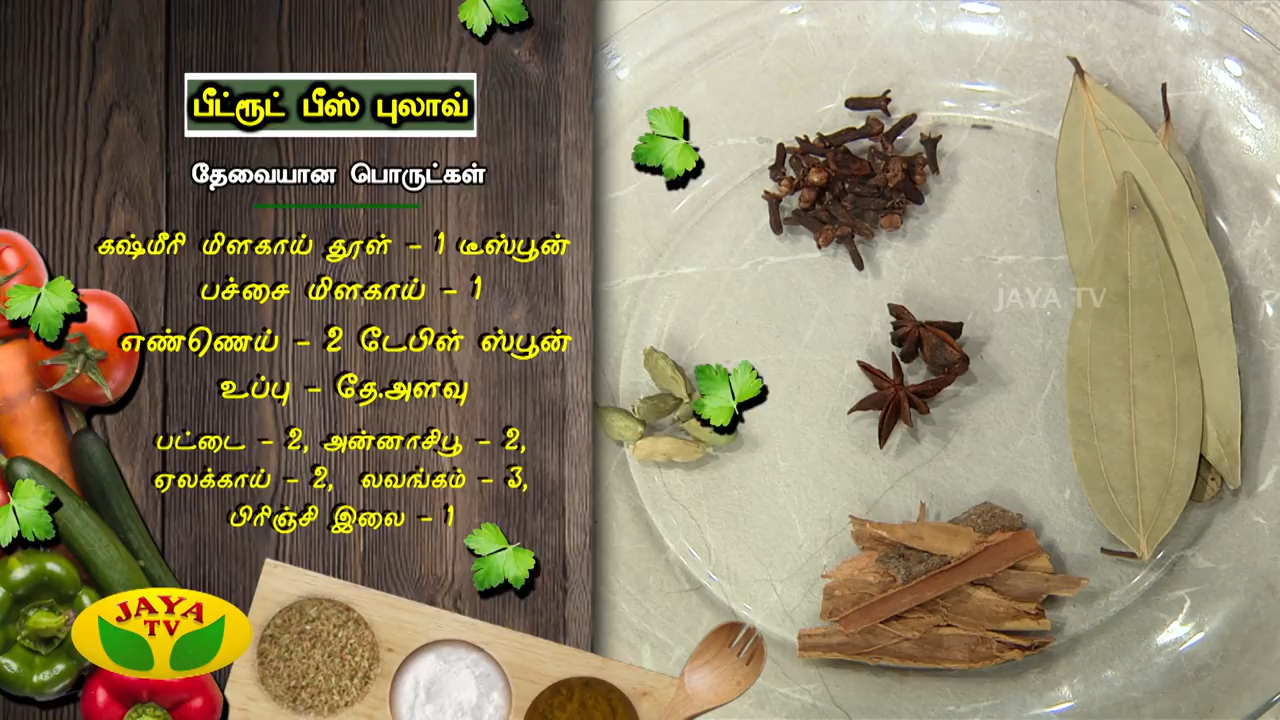 பீட்ரூட் பீஸ் புலாவ்
தேவையான பொருட்கள்
கஷ்மீரி மிளகாய் தூள் - 1 டீஸ்பூன்
பச்சை மிளகாய் - 1
எண்ணெய் - 2 டேபிள் ஸ்பூன்
உப்பு - தே.அளவு
பட்டை - 2, அன்னாசிபூ - 2,
ஏலக்காய் - 2, லவங்கம் - 3,
பிரிஞ்சி இலை - 1
JAYA TV
JAYA
TV